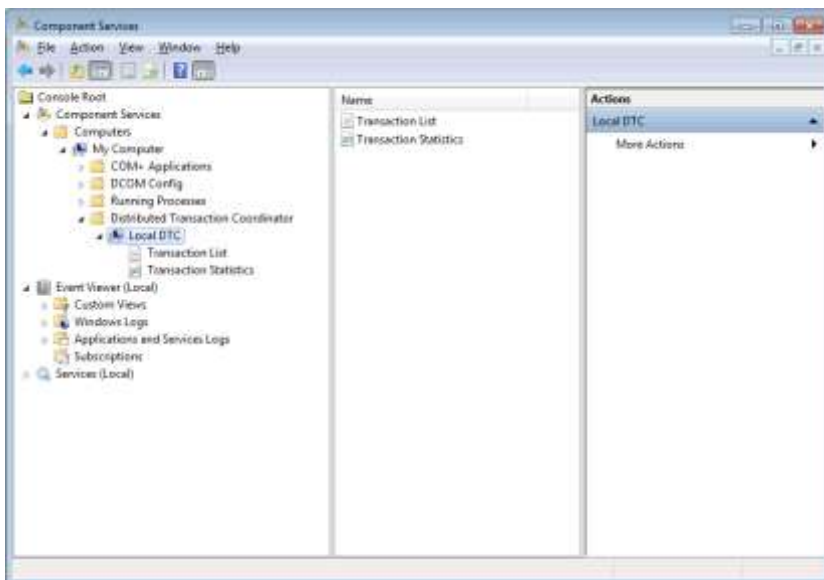 Component Services
File Action View Window Help
Console Root
Component Services
Computers
My Computer
COM+ Applications
DCOM Config
Running Processes
Distributed Transaction Coordinator
Local DTC
Transaction List
Transaction Statistics
Event Viewer (Local)
Custom Views
Windows Logs
Applications and Services Logs
Subscriptions
Services (Local)
Name
Transaction List
Transaction Statistics
Actions
Local DTC
More Actions